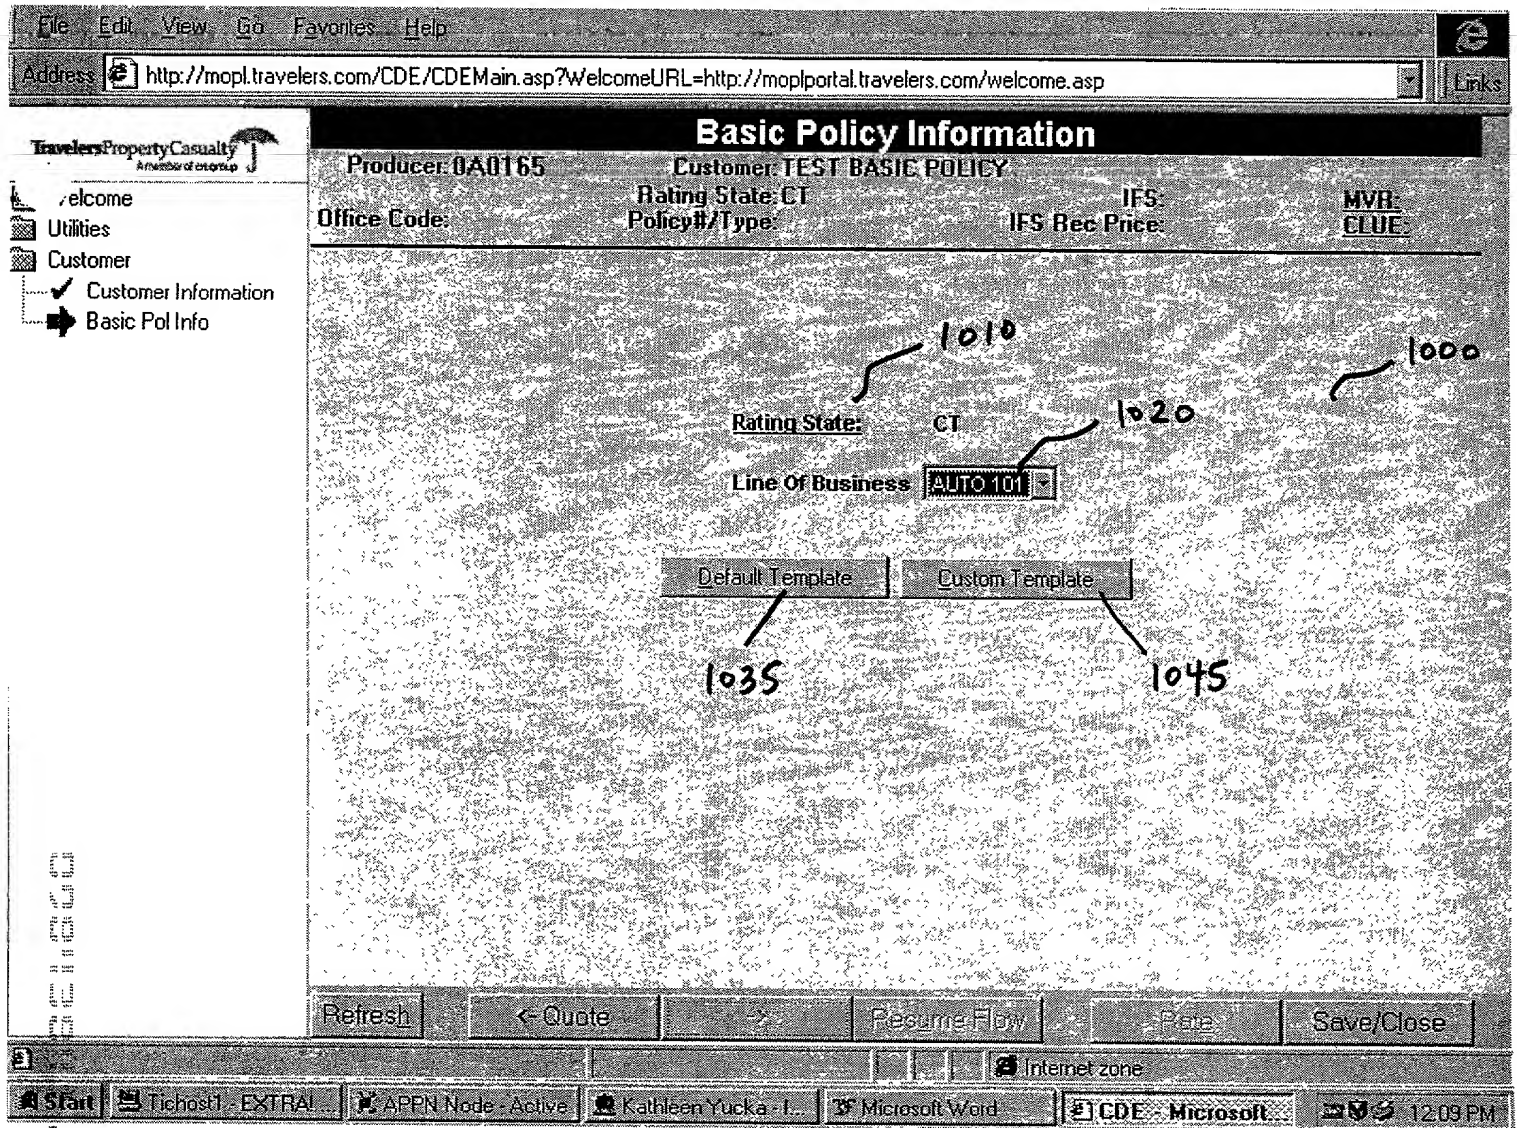 File Edit View Go Favorites Help
Address http://mopl.travelers.com/CDE/CDEMain.asp?WelcomeURL=http://moplportal.travelers.com/welcome.asp Links
TravelersPropertyCasualty
A member of citigroup
elcome
Utilities
Customer
Customer Information
Basic Pol Info
Basic Policy Information
Producer: 0A0165 Customer: TEST BASIC POLICY
Rating State: CT IFS: MVR:
Office Code: Policy#/Type: IFS Rec Price: CLUE:
1010
1000
Rating State: CT 1020
Line Of Business AUTO 101
Default Template Custom Template
1035 1045
Refresh <-Quote -> Resume Flow Rate Save/Close
Internet zone
Start Tichost1 - EXTRA! ... APPN Node - Active Kathleen Yucka - I... Microsoft Word CDE - Microsoft... 12:09 PM